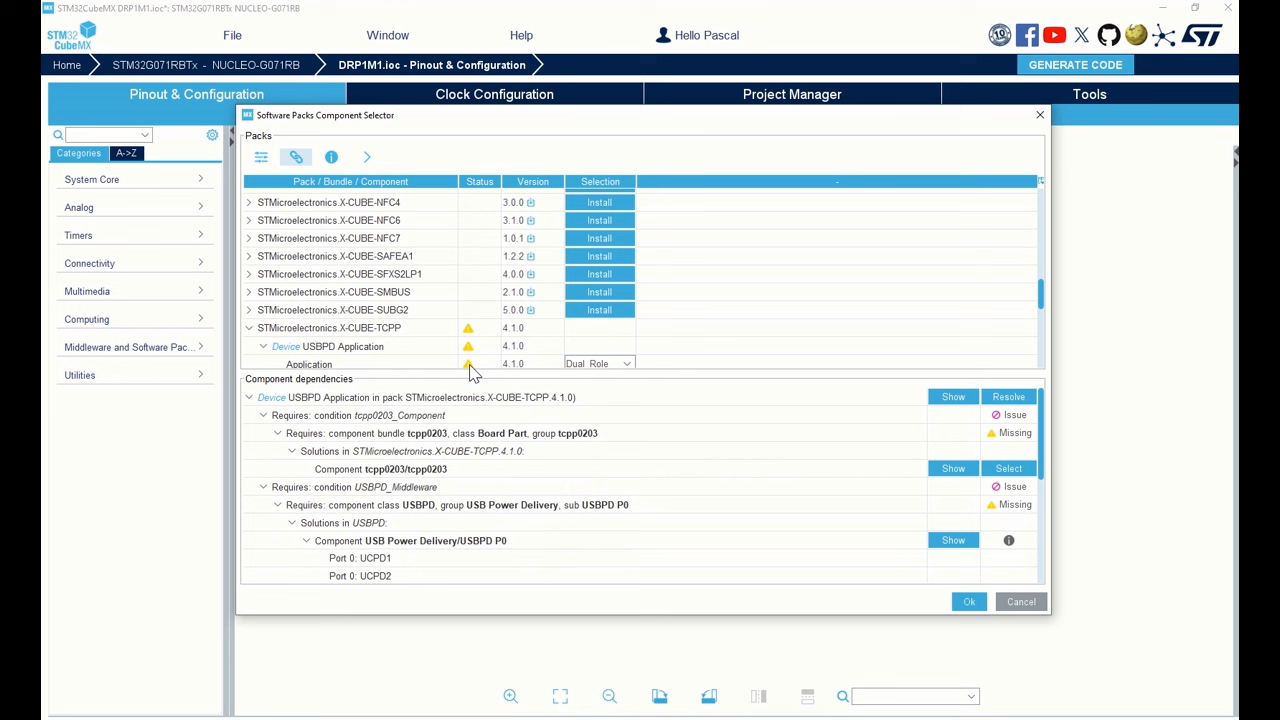 MX STM32CubeMX DRP1M1.ioc*: STM32G071RBTx NUCLEO-G071RB
STM32
CubeMX
File
Window
Help
Hello Pascal
10
ST
Home
STM32G071RBTx - NUCLEO-G071RB
DRP1M1.ioc - Pinout & Configuration
GENERATE CODE
Pinout & Configuration
Clock Configuration
Project Manager
Tools
Categories
A->Z
System Core
Analog
Timers
Connectivity
Multimedia
Computing
Middleware and Software Pac...
Utilities
MX Software Packs Component Selector
Packs
Pack / Bundle / Component Status Version Selection -
STMicroelectronics.X-CUBE-NFC4 3.0.0 Install
STMicroelectronics.X-CUBE-NFC6 3.1.0 Install
STMicroelectronics.X-CUBE-NFC7 1.0.1 Install
STMicroelectronics.X-CUBE-SAFEA1 1.2.2 Install
STMicroelectronics.X-CUBE-SFXS2LP1 4.0.0 Install
STMicroelectronics.X-CUBE-SMBUS 2.1.0 Install
STMicroelectronics.X-CUBE-SUBG2 5.0.0 Install
STMicroelectronics.X-CUBE-TCPP 4.1.0
Device USBPD Application 4.1.0
Application 4.1.0 Dual Role
Component dependencies
Device USBPD Application in pack STMicroelectronics.X-CUBE-TCPP.4.1.0) Show Resolve
Requires: condition tcpp0203_Component Issue
Requires: component bundle tcpp0203, class Board Part, group tcpp0203 Missing
Solutions in STMicroelectronics.X-CUBE-TCPP.4.1.0:
Component tcpp0203/tcpp0203 Show Select
Requires: condition USBPD_Middleware Issue
Requires: component class USBPD, group USB Power Delivery, sub USBPD P0 Missing
Solutions in USBPD:
Component USB Power Delivery/USBPD P0 Show
Port 0: UCPD1
Port 0: UCPD2
Ok
Cancel